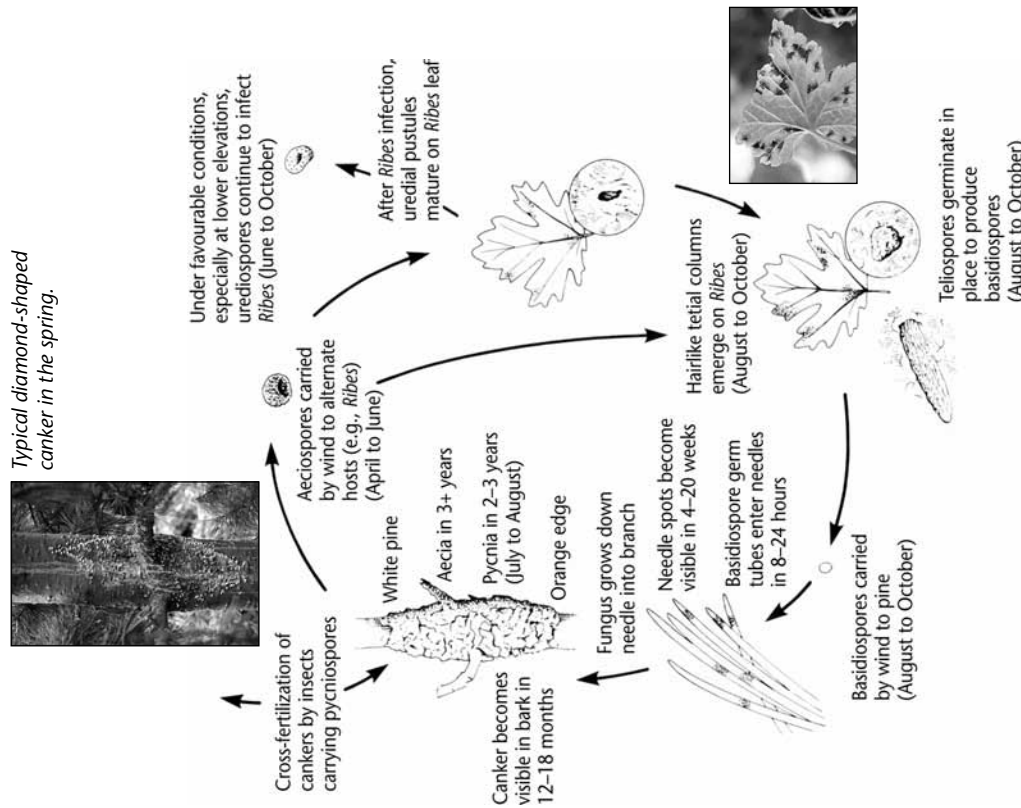 Typical diamond-shaped
canker in the spring.
Cross-fertilization of
cankers by insects
carrying pycniospores
White pine
Aecia in 3+ years
Pycnia in 2–3 years
(July to August)
Orange edge
Canker becomes
visible in bark in
12–18 months
Fungus grows down
needle into branch
Needle spots become
visible in 4–20 weeks
Basidiospore germ
tubes enter needles
in 8–24 hours
Basidiospores carried
by wind to pine
(August to October)
Aeciospores carried
by wind to alternate
hosts (e.g., Ribes)
(April to June)
Under favourable conditions,
especially at lower elevations,
urediospores continue to infect
Ribes (June to October)
After Ribes infection,
uredial pustules
mature on Ribes leaf
Hairlike tetial columns
emerge on Ribes
(August to October)
Teliospores germinate in
place to produce
basidiospores
(August to October)